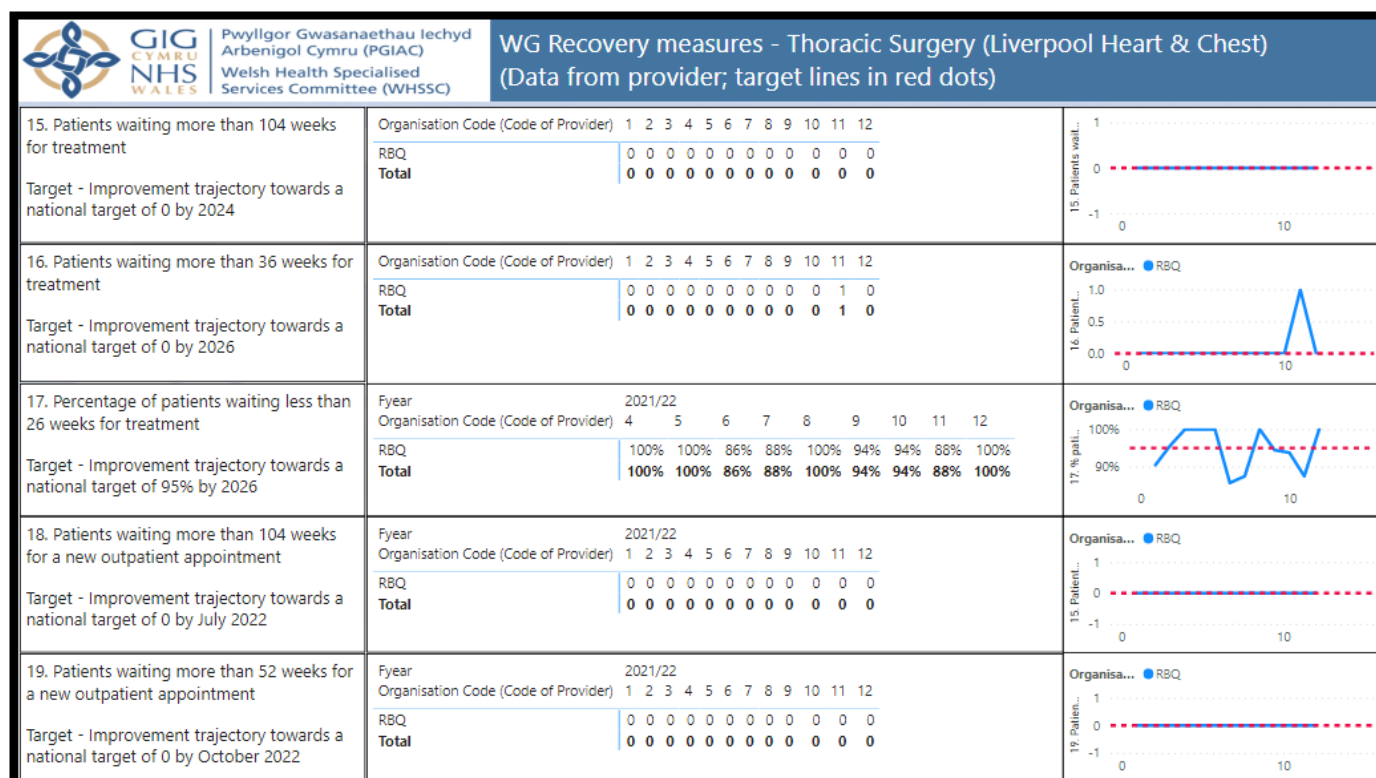 GIG
CYMRU
NHS
WALES
Pwyllgor Gwasanaethau Iechyd
Arbenigol Cymru (PGIAC)
Welsh Health Specialised
Services Committee (WHSSC)
WG Recovery measures - Thoracic Surgery (Liverpool Heart & Chest)
(Data from provider; target lines in red dots)
15. Patients waiting more than 104 weeks
for treatment
Target - Improvement trajectory towards a
national target of 0 by 2024
Organisation Code (Code of Provider) 1 2 3 4 5 6 7 8 9 10 11 12
RBQ 0 0 0 0 0 0 0 0 0 0 0 0
Total 0 0 0 0 0 0 0 0 0 0 0 0
15. Patients wait...
1
0
-1
0 10
16. Patients waiting more than 36 weeks for
treatment
Target - Improvement trajectory towards a
national target of 0 by 2026
Organisation Code (Code of Provider) 1 2 3 4 5 6 7 8 9 10 11 12
RBQ 0 0 0 0 0 0 0 0 0 0 1 0
Total 0 0 0 0 0 0 0 0 0 0 1 0
Organisa... RBQ
16. Patient...
1.0
0.5
0.0
0 10
17. Percentage of patients waiting less than
26 weeks for treatment
Target - Improvement trajectory towards a
national target of 95% by 2026
Fyear 2021/22
Organisation Code (Code of Provider) 4 5 6 7 8 9 10 11 12
RBQ 100% 100% 86% 88% 100% 94% 94% 88% 100%
Total 100% 100% 86% 88% 100% 94% 94% 88% 100%
Organisa... RBQ
17. % pati...
100%
90%
0 10
18. Patients waiting more than 104 weeks
for a new outpatient appointment
Target - Improvement trajectory towards a
national target of 0 by July 2022
Fyear 2021/22
Organisation Code (Code of Provider) 1 2 3 4 5 6 7 8 9 10 11 12
RBQ 0 0 0 0 0 0 0 0 0 0 0 0
Total 0 0 0 0 0 0 0 0 0 0 0 0
Organisa... RBQ
15. Patient...
1
0
-1
0 10
19. Patients waiting more than 52 weeks for
a new outpatient appointment
Target - Improvement trajectory towards a
national target of 0 by October 2022
Fyear 2021/22
Organisation Code (Code of Provider) 1 2 3 4 5 6 7 8 9 10 11 12
RBQ 0 0 0 0 0 0 0 0 0 0 0 0
Total 0 0 0 0 0 0 0 0 0 0 0 0
Organisa... RBQ
19. Patien...
1
0
-1
0 10